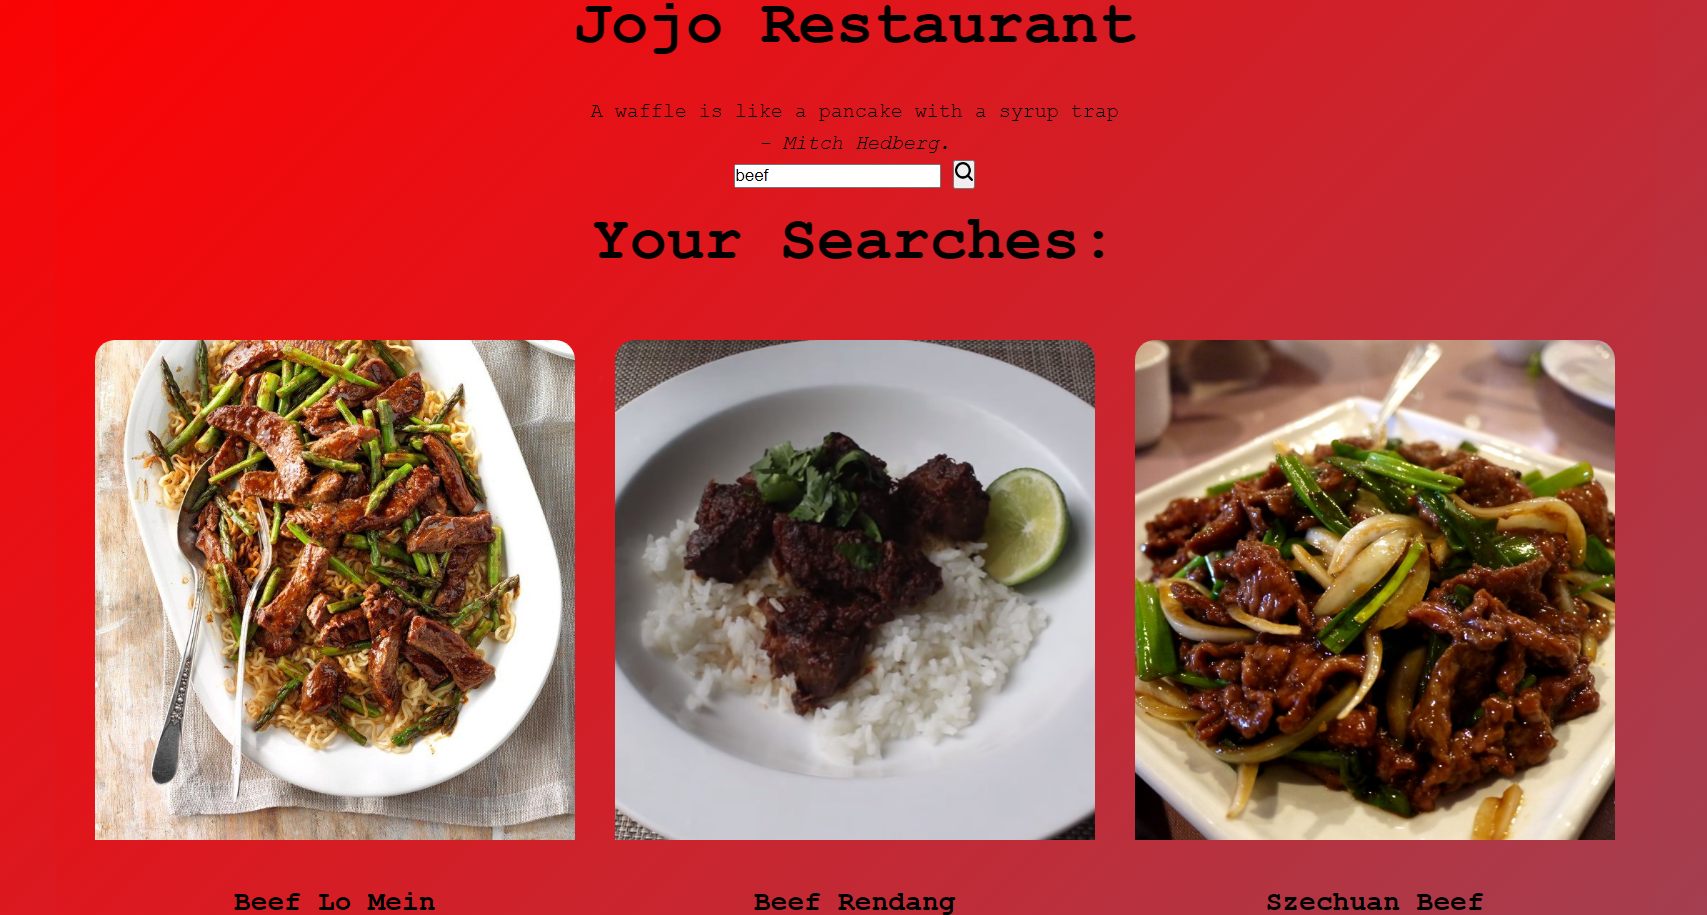 Jojo Restaurant
A waffle is like a pancake with a syrup trap
- Mitch Hedberg.
beef
Your Searches:
Beef Lo Mein
Beef Rendang
Szechuan Beef